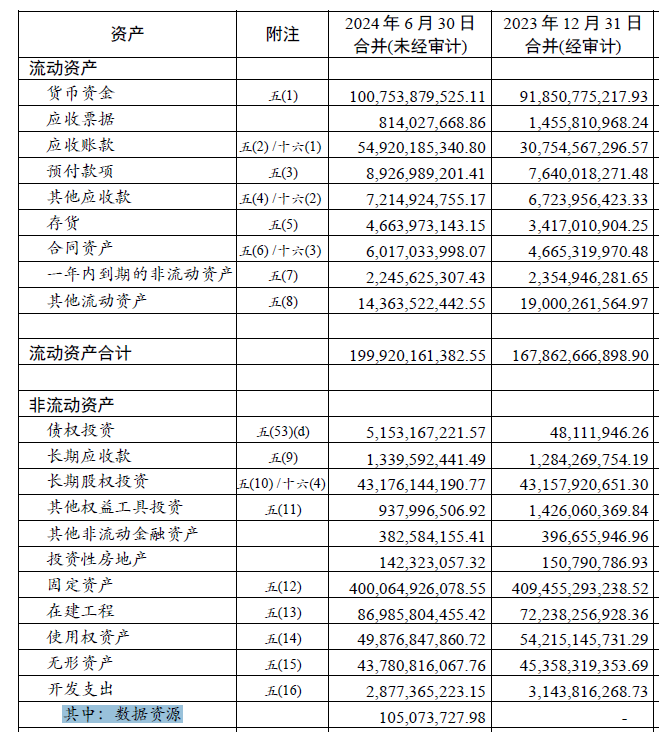 资产 附注 2024 年 6 月 30 日 2023 年 12 月 31 日
合并(未经审计) 合并(经审计)
流动资产
货币资金 五(1) 100,753,879,525.11 91,850,775,217.93
应收票据 814,027,668.86 1,455,810,968.24
应收账款 五(2) /十六(1) 54,920,185,340.80 30,754,567,296.57
预付款项 五(3) 8,926,989,201.41 7,640,018,271.48
其他应收款 五(4) /十六(2) 7,214,924,755.17 6,723,956,423.33
存货 五(5) 4,663,973,143.15 3,417,010,904.25
合同资产 五(6) /十六(3) 6,017,033,998.07 4,665,319,970.48
一年内到期的非流动资产 五(7) 2,245,625,307.43 2,354,946,281.65
其他流动资产 五(8) 14,363,522,442.55 19,000,261,564.97
流动资产合计 199,920,161,382.55 167,862,666,898.90
非流动资产
债权投资 五(53)(d) 5,153,167,221.57 48,111,946.26
长期应收款 五(9) 1,339,592,441.49 1,284,269,754.19
长期股权投资 五(10) /十六(4) 43,176,144,190.77 43,157,920,651.30
其他权益工具投资 五(11) 937,996,506.92 1,426,060,369.84
其他非流动金融资产 382,584,155.41 396,655,946.96
投资性房地产 142,323,057.32 150,790,786.93
固定资产 五(12) 400,064,926,078.55 409,455,293,238.52
在建工程 五(13) 86,985,804,455.42 72,238,256,928.36
使用权资产 五(14) 49,876,847,860.72 54,215,145,731.29
无形资产 五(15) 43,780,816,067.76 45,358,319,353.69
开发支出 五(16) 2,877,365,223.15 3,143,816,268.73
其中：数据资源 105,073,727.98 -